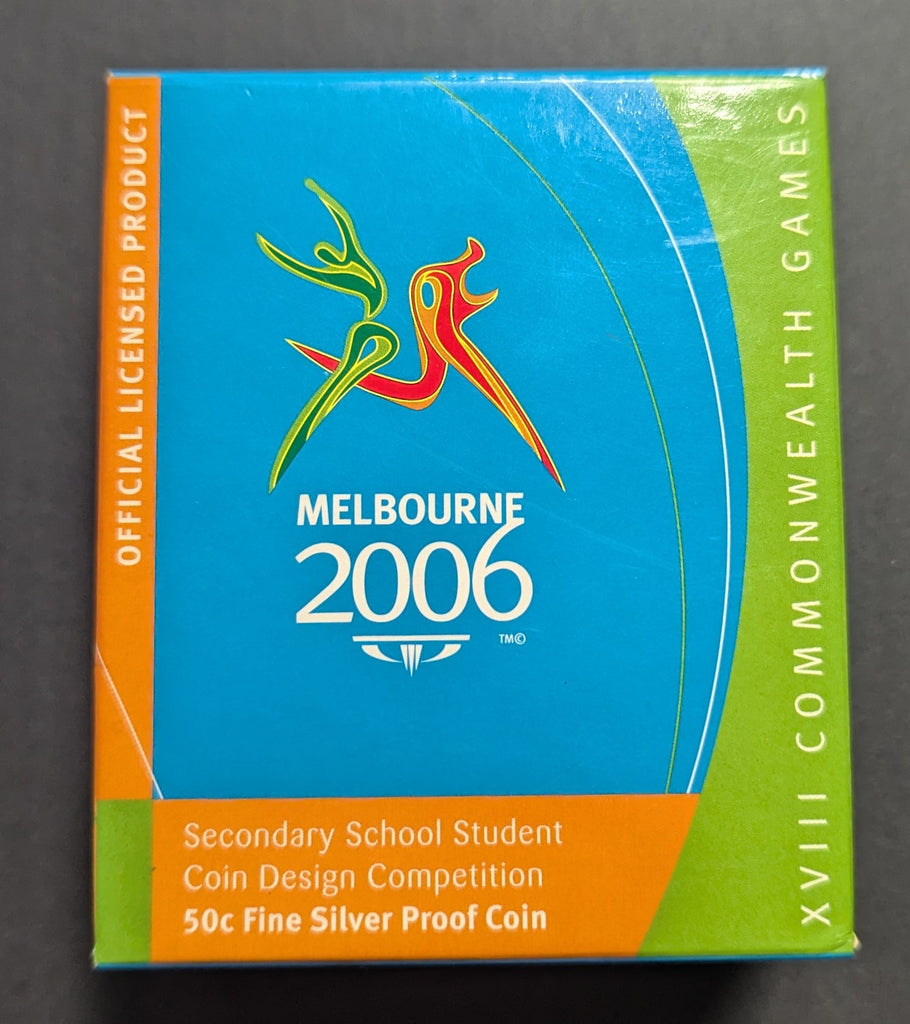 OFFICIAL LICENSED PRODUCT
MELBOURNE
2006
TM©
XVIII COMMONWEALTH GAMES
Secondary School Student
Coin Design Competition
50c Fine Silver Proof Coin